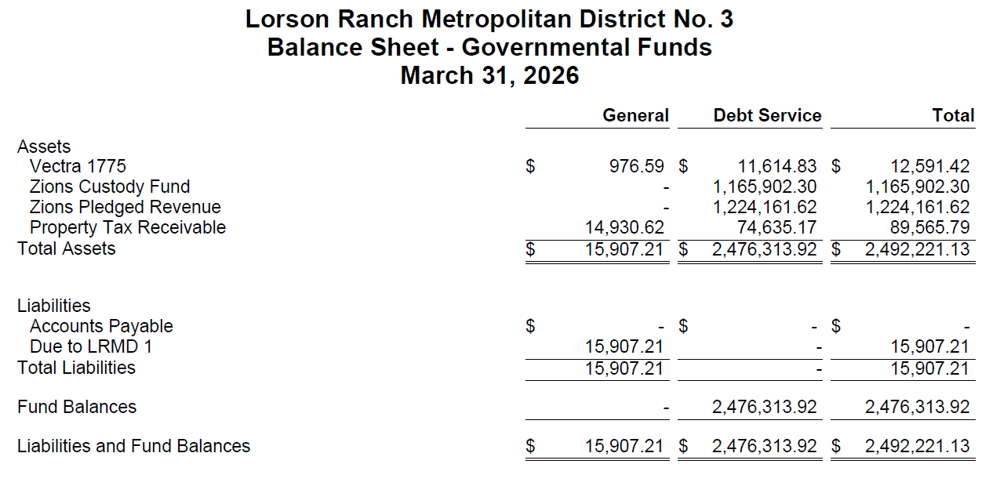 Lorson Ranch Metropolitan District No. 3
Balance Sheet - Governmental Funds
March 31, 2026
General Debt Service Total
Assets
Vectra 1775 $ 976.59 $ 11,614.83 $ 12,591.42
Zions Custody Fund - 1,165,902.30 1,165,902.30
Zions Pledged Revenue - 1,224,161.62 1,224,161.62
Property Tax Receivable 14,930.62 74,635.17 89,565.79
Total Assets $ 15,907.21 $ 2,476,313.92 $ 2,492,221.13
Liabilities
Accounts Payable $ - $ - $ -
Due to LRMD 1 15,907.21 - 15,907.21
Total Liabilities 15,907.21 - 15,907.21
Fund Balances - 2,476,313.92 2,476,313.92
Liabilities and Fund Balances $ 15,907.21 $ 2,476,313.92 $ 2,492,221.13